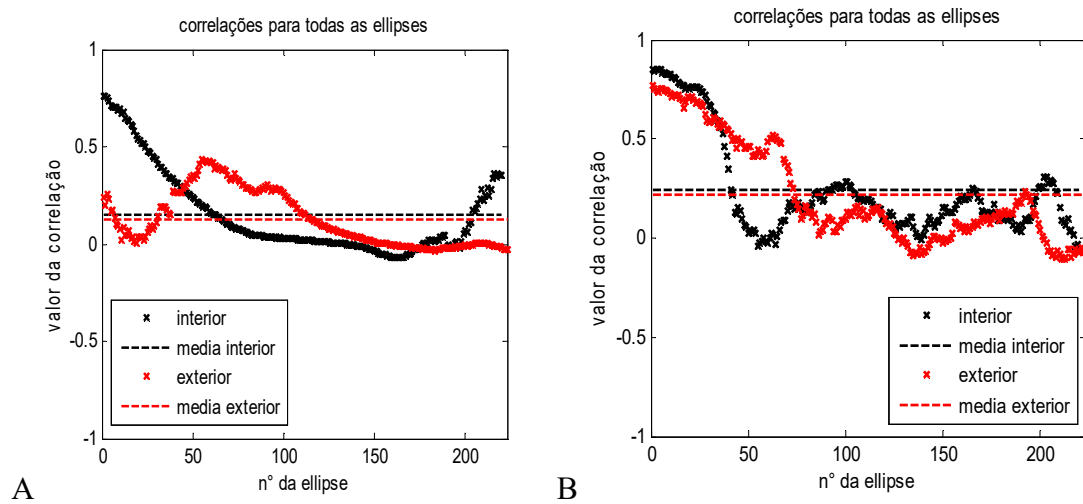 correlações para todas as ellipses
1
0.5
0
-0.5
-1
valor da correlação
interior
media interior
exterior
media exterior
0
50
100
150
200
n° da ellipse
A
correlações para todas as ellipses
1
0.5
0
-0.5
-1
valor da correlação
interior
media interior
exterior
media exterior
0
50
100
150
200
n° da ellipse
B